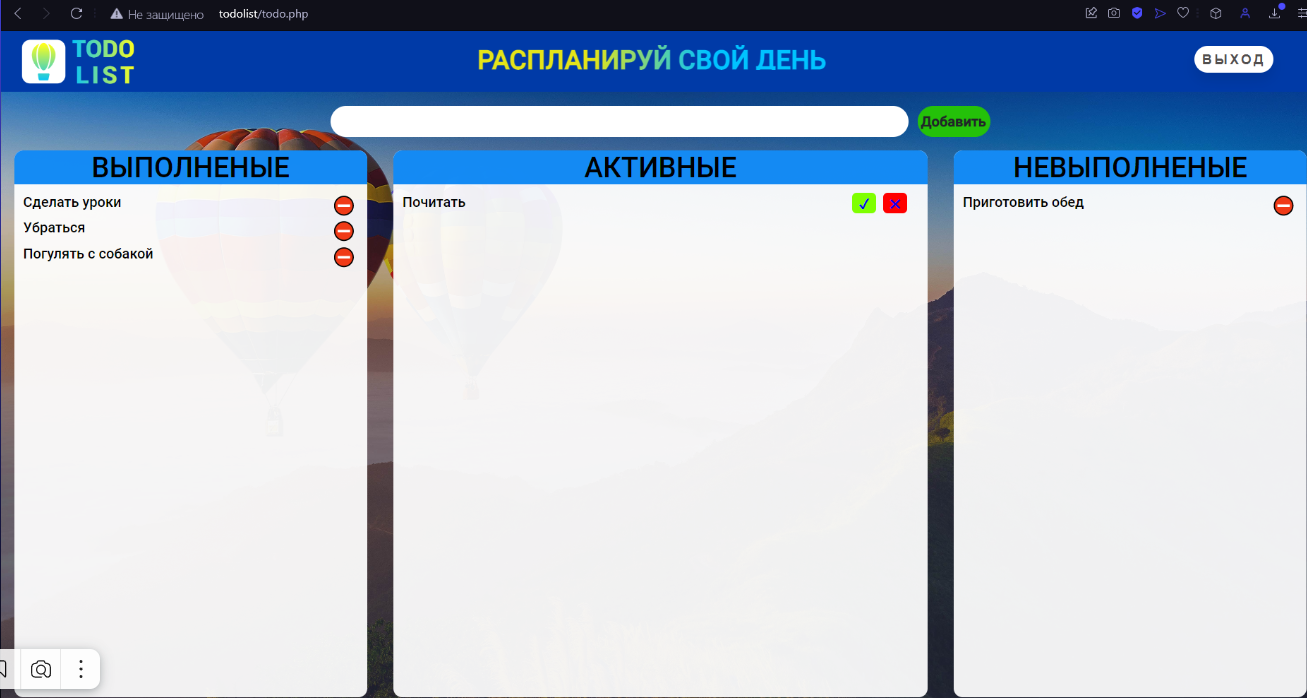 Не защищено todolist/todo.php
TODO
LIST
РАСПЛАНИРУЙ СВОЙ ДЕНЬ
ВЫХОД
Добавить
ВЫПОЛНЕНЫЕ
Сделать уроки
Убраться
Погулять с собакой
АКТИВНЫЕ
Почитать
НЕВЫПОЛНЕНЫЕ
Приготовить обед